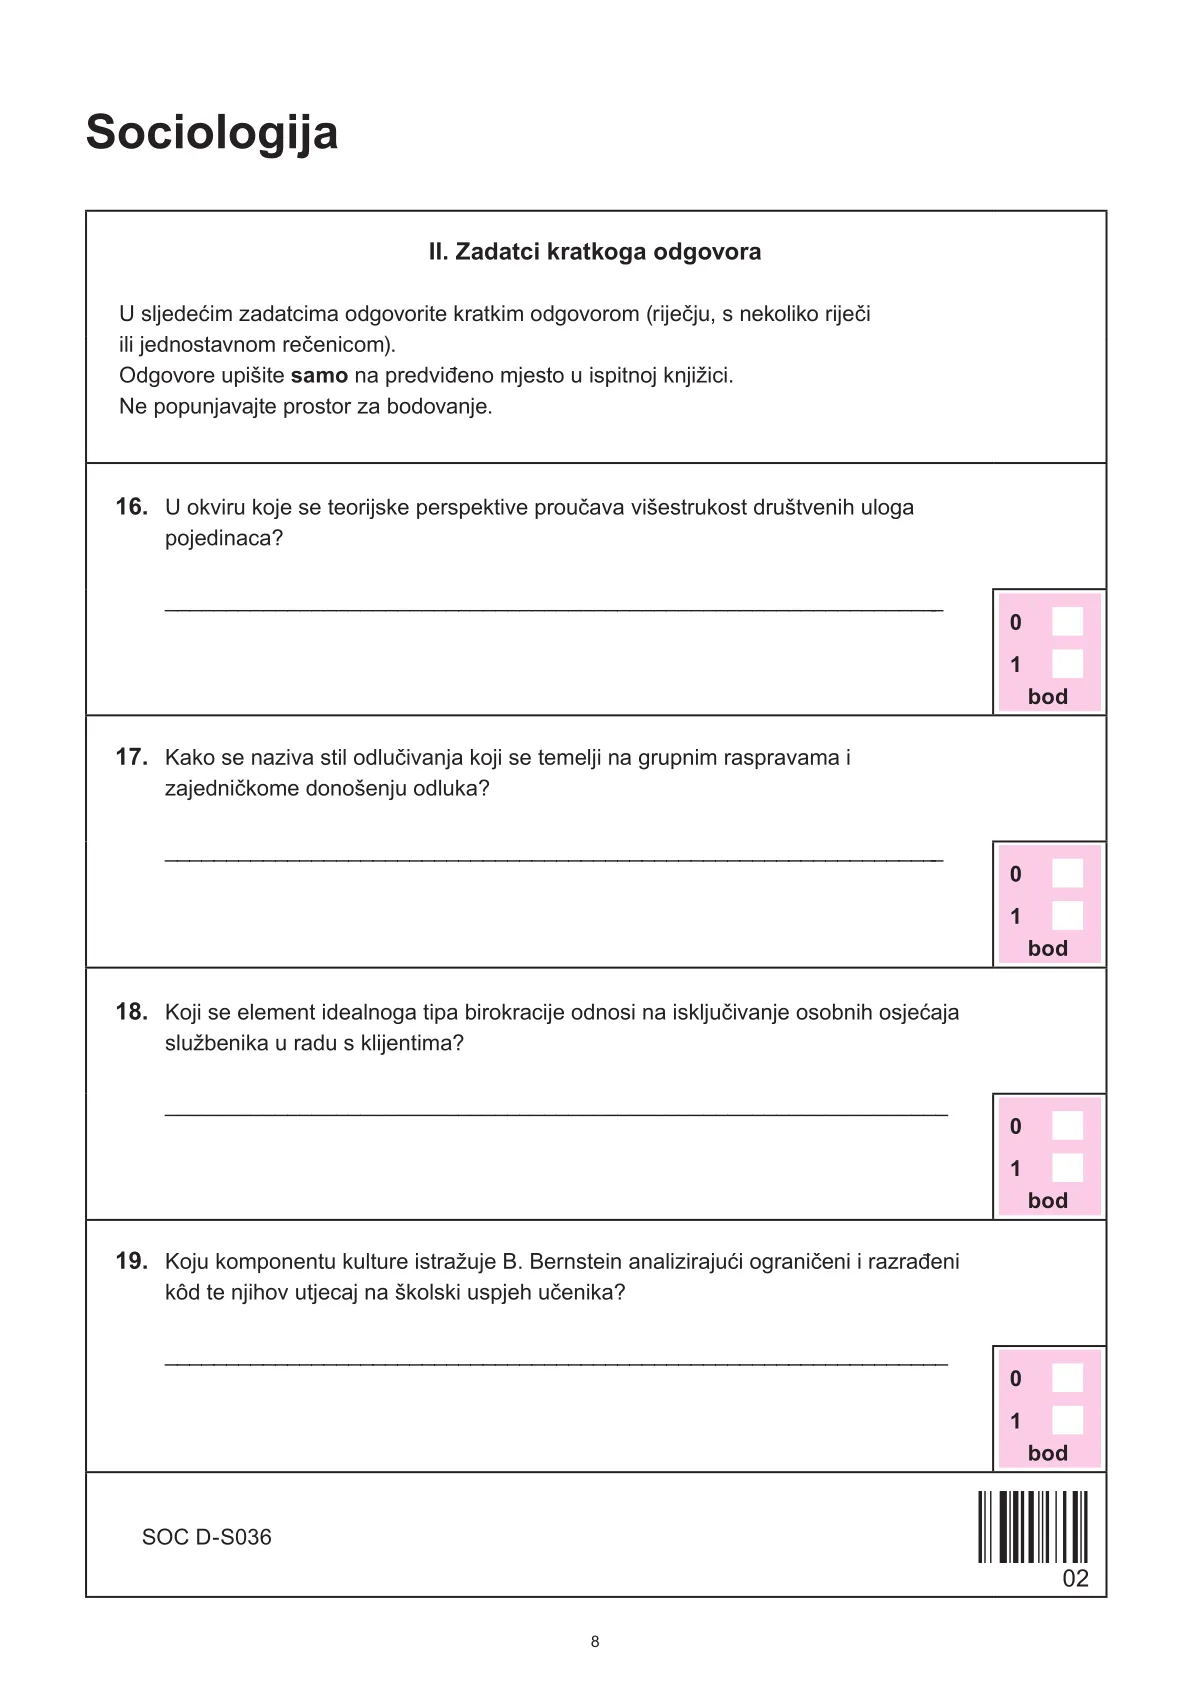 Sociologija
II. Zadatci kratkoga odgovora
U sljedećim zadatcima odgovorite kratkim odgovorom (riječju, s nekoliko riječi
ili jednostavnom rečenicom).
Odgovore upišite samo na predviđeno mjesto u ispitnoj knjižici.
Ne popunjavajte prostor za bodovanje.
16. U okviru koje se teorijske perspektive proučava višestrukost društvenih uloga
pojedinaca?
0
1
bod
17. Kako se naziva stil odlučivanja koji se temelji na grupnim raspravama i
zajedničkome donošenju odluka?
0
1
bod
18. Koji se element idealnoga tipa birokracije odnosi na isključivanje osobnih osjećaja
službenika u radu s klijentima?
0
1
bod
19. Koju komponentu kulture istražuje B. Bernstein analizirajući ograničeni i razrađeni
kôd te njihov utjecaj na školski uspjeh učenika?
0
1
bod
SOC D-S036
02
8